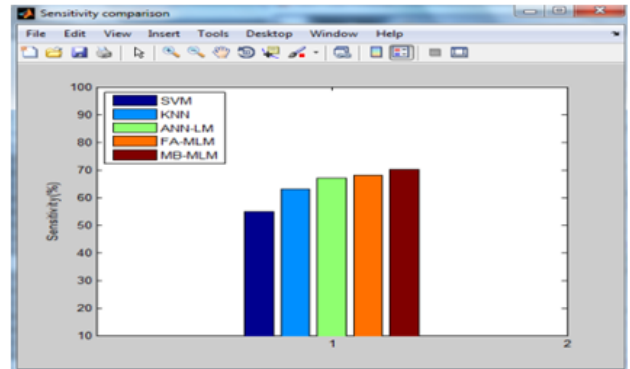 Sensitivity comparison
File Edit View Insert Tools Desktop Window Help
100
90
80
70
60
50
40
30
20
10
Sensitivity(%)
SVM
KNN
ANN-LM
FA-MLM
MB-MLM
1 2